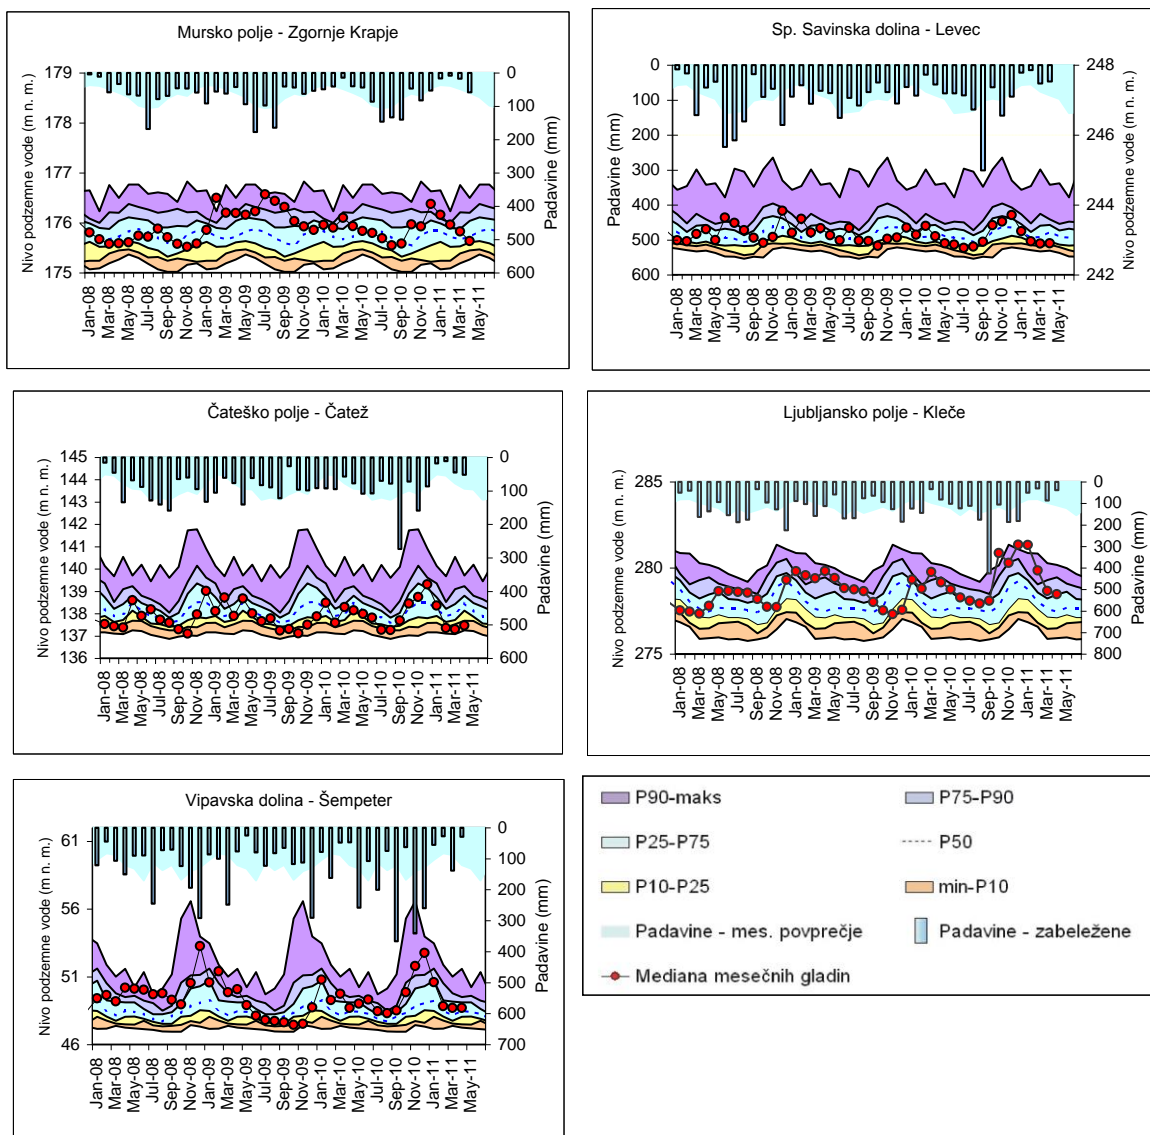 Mursko polje - Zgornje Krapje
Nivo podzemne vode (m n. m.)
179
178
177
176
175
0
100
200
300
400
500
600
Padavine (mm)
Jan-08
Mar-08
May-08
Jul-08
Sep-08
Nov-08
Jan-09
Mar-09
May-09
Jul-09
Sep-09
Nov-09
Jan-10
Mar-10
May-10
Jul-10
Sep-10
Nov-10
Jan-11
Mar-11
May-11
Sp. Savinska dolina - Levec
Padavine (mm)
0
100
200
300
400
500
600
248
246
244
242
Nivo podzemne vode (m n. m.)
Jan-08
Mar-08
May-08
Jul-08
Sep-08
Nov-08
Jan-09
Mar-09
May-09
Jul-09
Sep-09
Nov-09
Jan-10
Mar-10
May-10
Jul-10
Sep-10
Nov-10
Jan-11
Mar-11
May-11
Čateško polje - Čatež
Nivo podzemne vode (m n. m.)
145
144
143
142
141
140
139
138
137
136
0
100
200
300
400
500
600
Padavine (mm)
Jan-08
Mar-08
May-08
Jul-08
Sep-08
Nov-08
Jan-09
Mar-09
May-09
Jul-09
Sep-09
Nov-09
Jan-10
Mar-10
May-10
Jul-10
Sep-10
Nov-10
Jan-11
Mar-11
May-11
Ljubljansko polje - Kleče
Nivo podzemne vode (m n. m.)
285
280
275
0
100
200
300
400
500
600
700
800
Padavine (mm)
Jan-08
Mar-08
May-08
Jul-08
Sep-08
Nov-08
Jan-09
Mar-09
May-09
Jul-09
Sep-09
Nov-09
Jan-10
Mar-10
May-10
Jul-10
Sep-10
Nov-10
Jan-11
Mar-11
May-11
Vipavska dolina - Šempeter
Nivo podzemne vode (m n. m.)
61
56
51
46
0
100
200
300
400
500
600
700
Padavine (mm)
Jan-08
Mar-08
May-08
Jul-08
Sep-08
Nov-08
Jan-09
Mar-09
May-09
Jul-09
Sep-09
Nov-09
Jan-10
Mar-10
May-10
Jul-10
Sep-10
Nov-10
Jan-11
Mar-11
May-11
P90-maks
P75-P90
P25-P75
P50
P10-P25
min-P10
Padavine - mes. povprečje
Padavine - zabeležene
Mediana mesečnih gladin